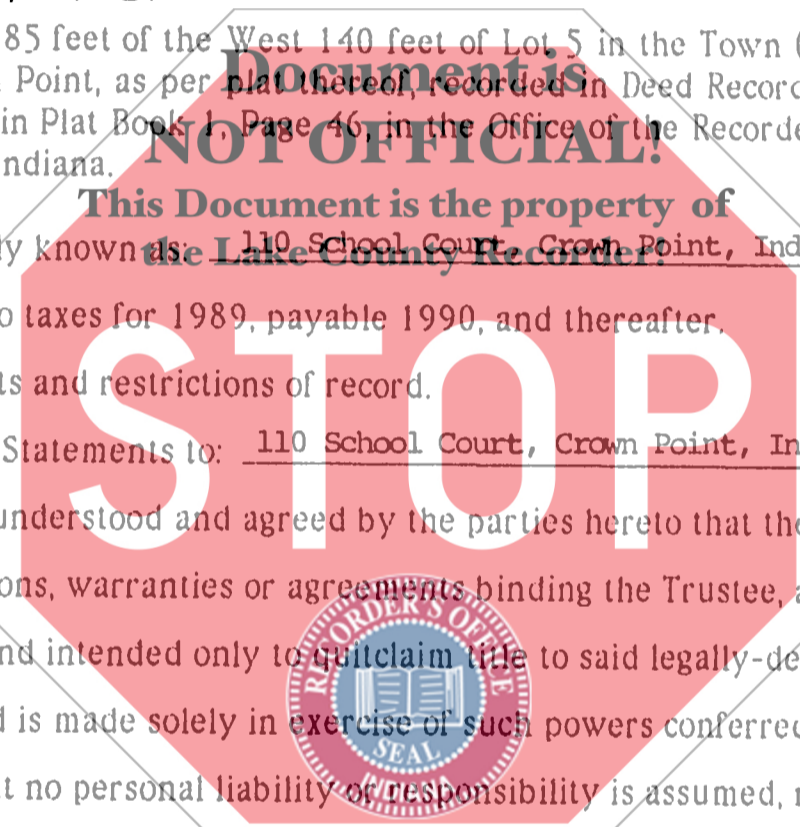 85 feet of the West 140 feet of Lot 5 in the Town
Document is
Point, as per plat thereof, recorded in Deed Record
NOT OFFICIAL!
in Plat Book 1, Page 46, in the Office of the Recorde
ndiana.
This Document is the property of
y known as: 110 School Court, Crown Point, Ind
the Lake County Recorder!
o taxes for 1989, payable 1990, and thereafter.
ts and restrictions of record.
STOP
Statements to: 110 School Court, Crown Point, In
understood and agreed by the parties hereto that the
ons, warranties or agreements binding the Trustee, a
nd intended only to quitclaim title to said legally-de
d is made solely in exercise of such powers conferred
t no personal liability or responsibility is assumed,
RECORDER'S OFFICE
SEAL
INDIANA